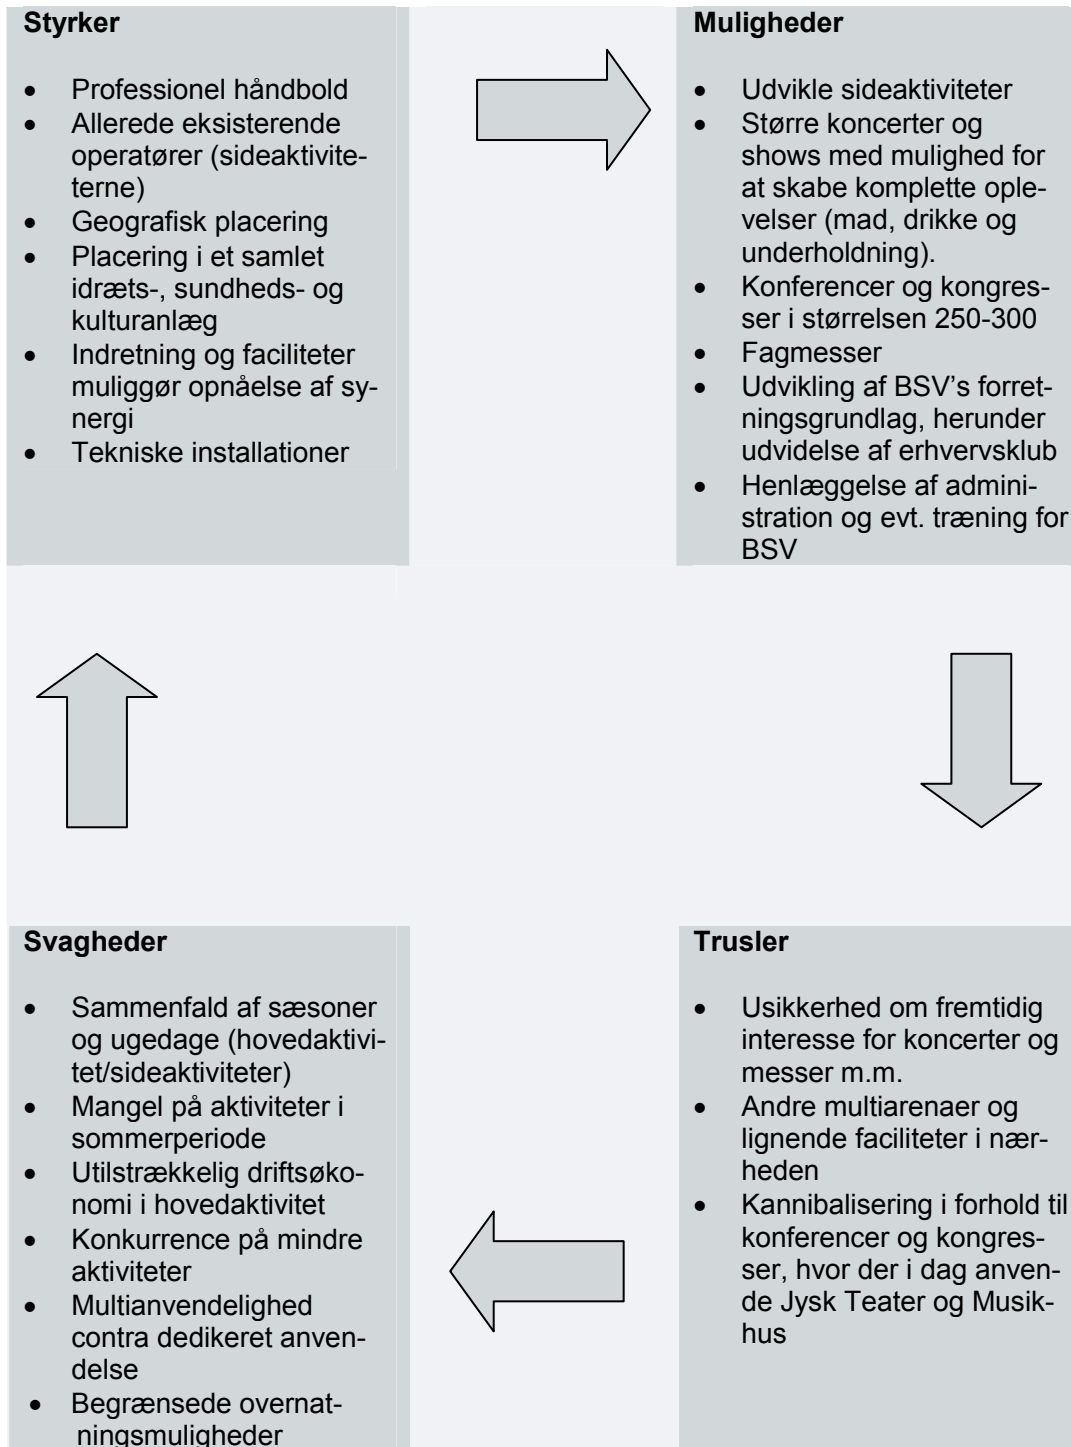 Styrker
• Professionel håndbold
• Allerede eksisterende
operatører (sideaktivite-
terne)
• Geografisk placering
• Placering i et samlet
idræts-, sundheds- og
kulturanlæg
• Indretning og faciliteter
muliggør opnåelse af sy-
nergi
• Tekniske installationer
Muligheder
• Udvikle sideaktiviteter
• Større koncerter og
shows med mulighed for
at skabe komplette ople-
velser (mad, drikke og
underholdning).
• Konferencer og kongres-
ser i størrelsen 250-300
• Fagmesser
• Udvikling af BSV's forret-
ningsgrundlag, herunder
udvidelse af erhvervsklub
• Henlæggelse af admini-
stration og evt. træning for
BSV
Svagheder
• Sammenfald af sæsoner
og ugedage (hovedaktivi-
tet/sideaktiviteter)
• Mangel på aktiviteter i
sommerperiode
• Utilstrækkelig driftsøko-
nomi i hovedaktivitet
• Konkurrence på mindre
aktiviteter
• Multianvendelighed
contra dedikeret anven-
delse
• Begrænsede overnat-
ningsmuligheder
Trusler
• Usikkerhed om fremtidig
interesse for koncerter og
messer m.m.
• Andre multiarenaer og
lignende faciliteter i nær-
heden
• Kannibalisering i forhold til
konferencer og kongres-
ser, hvor der i dag anven-
de Jysk Teater og Musik-
hus